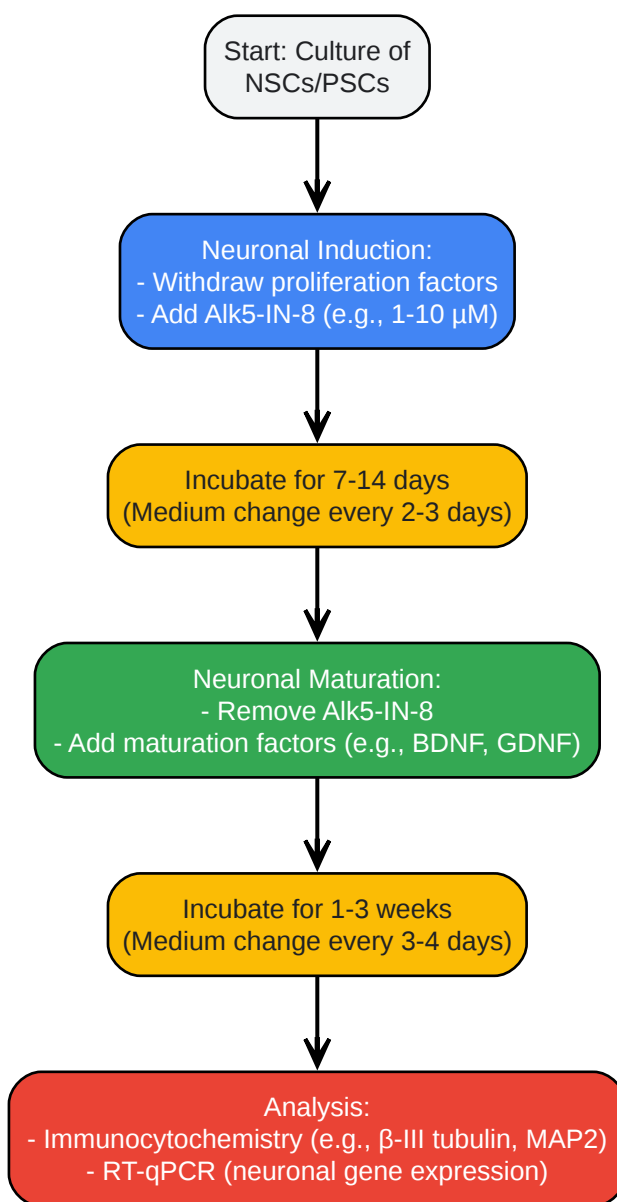 Start: Culture of
NSCs/PSCs
Neuronal Induction:
- Withdraw proliferation factors
- Add Alk5-IN-8 (e.g., 1-10 µM)
Incubate for 7-14 days
(Medium change every 2-3 days)
Neuronal Maturation:
- Remove Alk5-IN-8
- Add maturation factors (e.g., BDNF, GDNF)
Incubate for 1-3 weeks
(Medium change every 3-4 days)
Analysis:
- Immunocytochemistry (e.g., β-III tubulin, MAP2)
- RT-qPCR (neuronal gene expression)